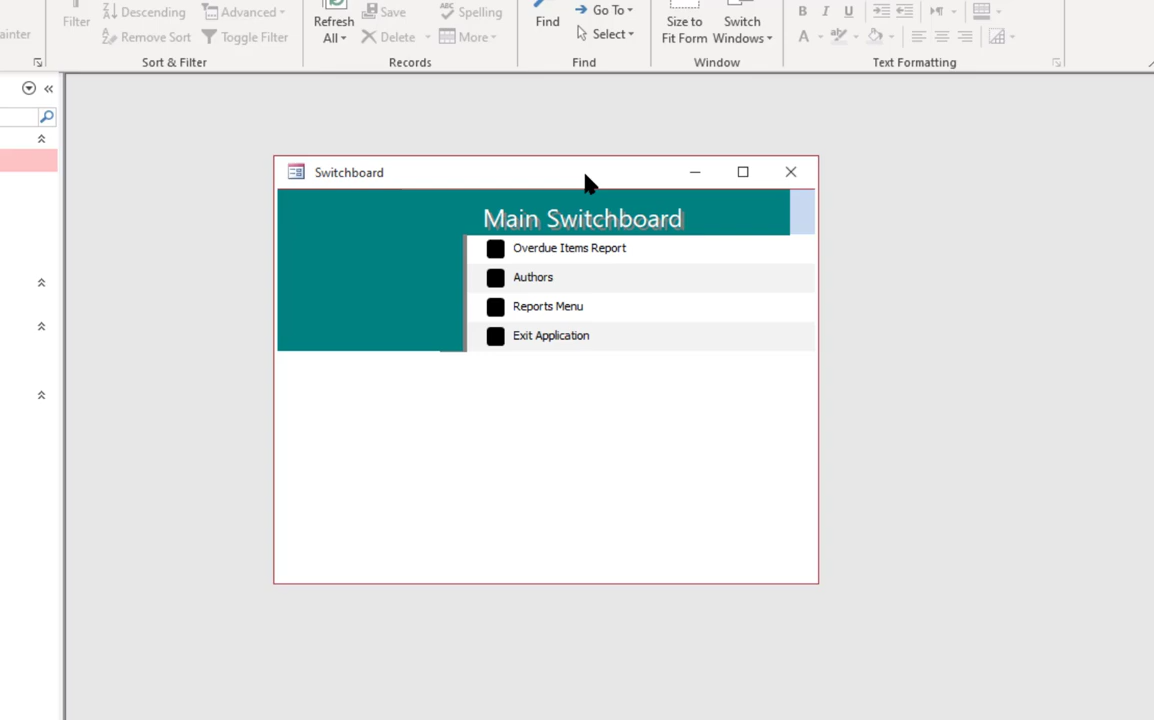 Filter
Descending
Advanced
Refresh All
Save
Spelling
Find
Go To
Size to Fit Form
Switch Windows
B I U
ainter
Remove Sort
Toggle Filter
Delete
More
Select
A
Sort & Filter
Records
Find
Window
Text Formatting
Switchboard
Main Switchboard
Overdue Items Report
Authors
Reports Menu
Exit Application